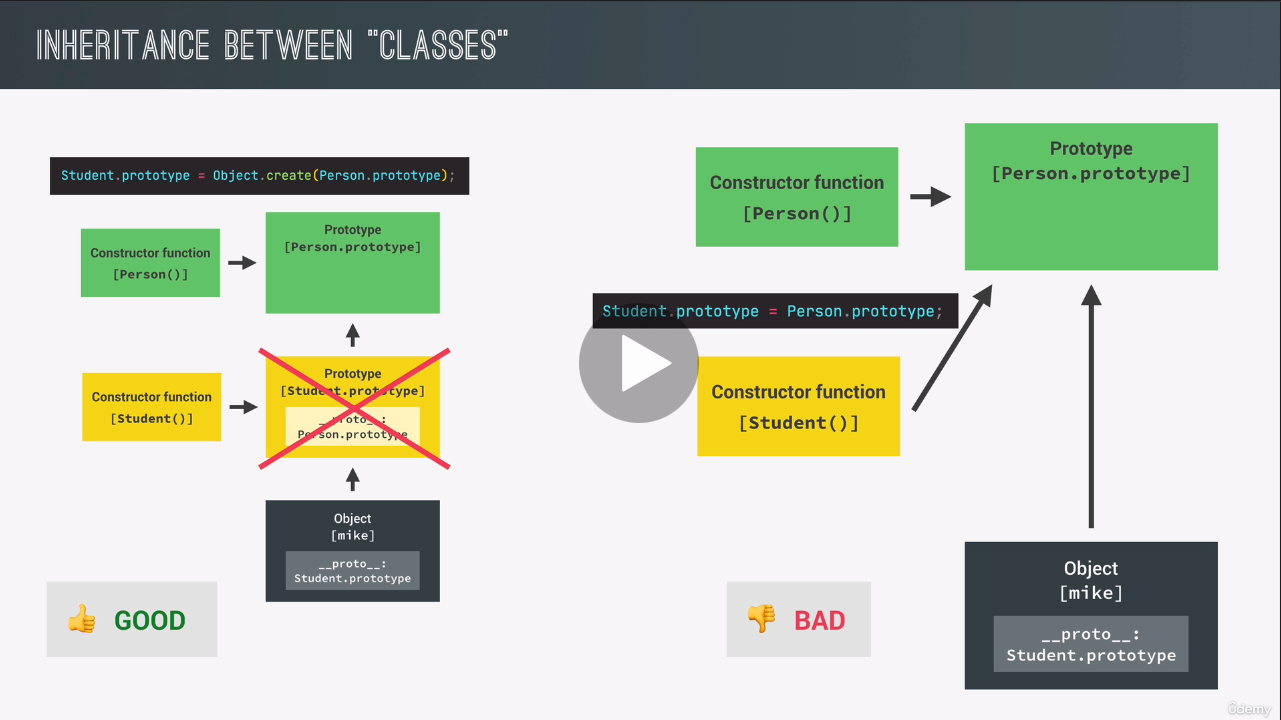 INHERITANCE BETWEEN "CLASSES"
Student.prototype = Object.create(Person.prototype);
Constructor function
[Person()]
Prototype
[Person.prototype]
Constructor function
[Student()]
Prototype
[Student.prototype]
__proto__:
Person.prototype
Object
[mike]
__proto__:
Student.prototype
👍 GOOD
Constructor function
[Person()]
Prototype
[Person.prototype]
Student.prototype = Person.prototype;
Constructor function
[Student()]
Object
[mike]
__proto__:
Student.prototype
👎 BAD
ûdemy